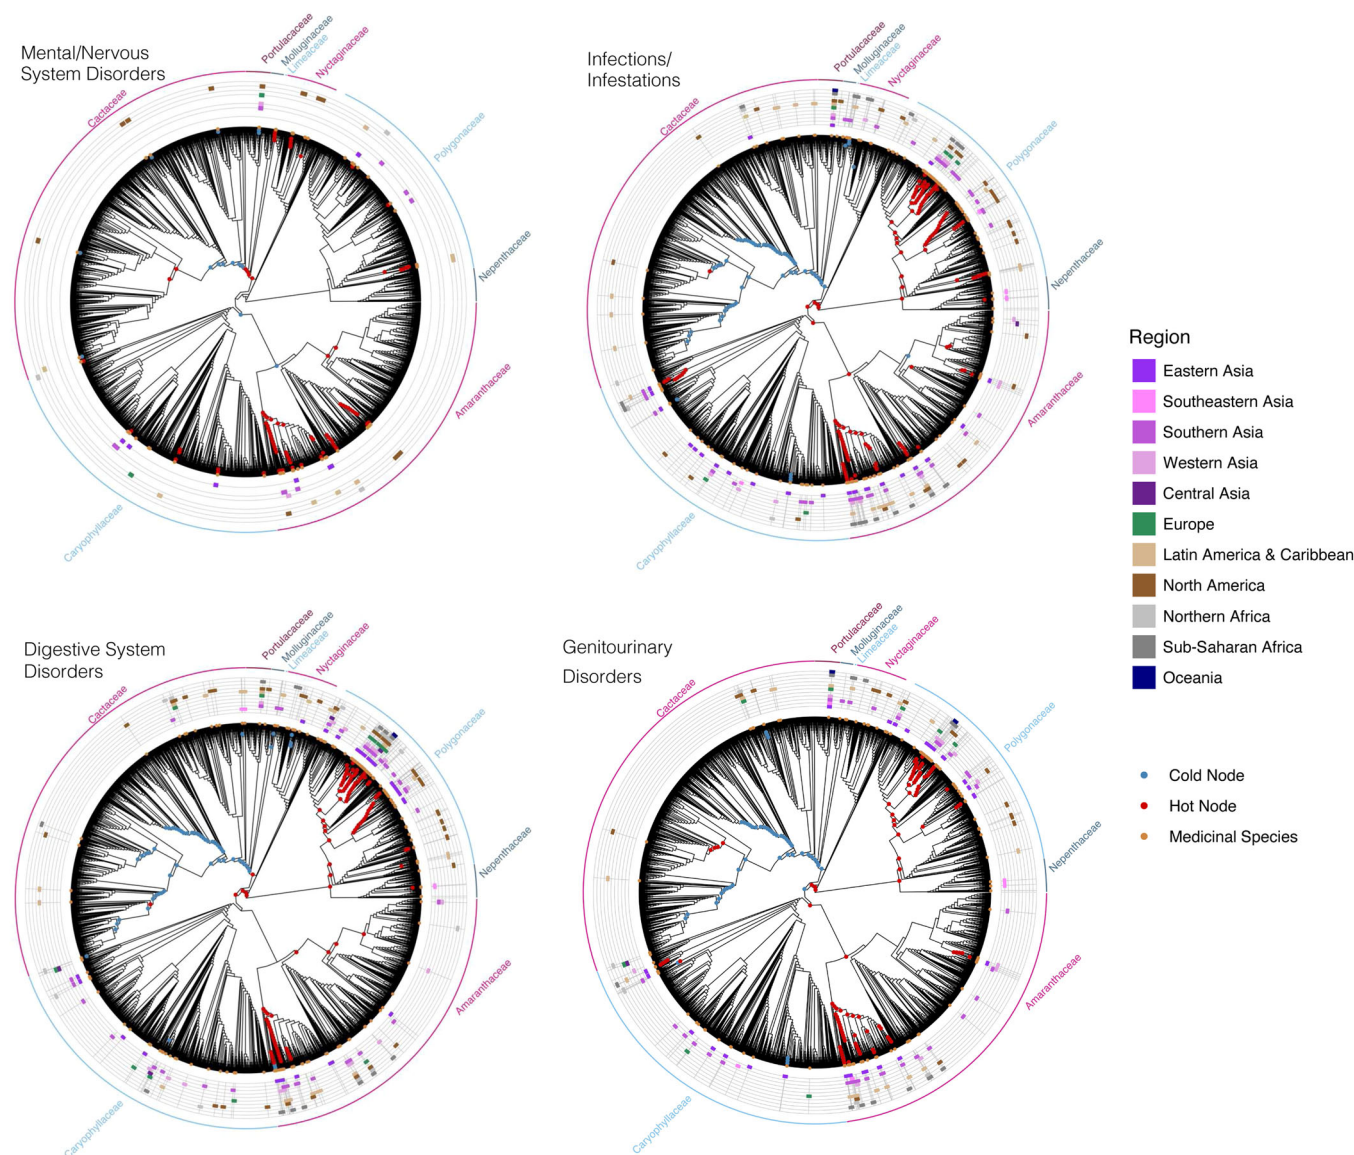 Mental/Nervous
System Disorders
Portulacaceae
Molluginaceae
Limeaceae
Nyctaginaceae
Cactaceae
Polygonaceae
Nepenthaceae
Amaranthaceae
Caryophyllaceae
Infections/
Infestations
Portulacaceae
Molluginaceae
Limeaceae
Nyctaginaceae
Cactaceae
Polygonaceae
Nepenthaceae
Amaranthaceae
Caryophyllaceae
Digestive System
Disorders
Portulacaceae
Molluginaceae
Limeaceae
Nyctaginaceae
Cactaceae
Polygonaceae
Nepenthaceae
Amaranthaceae
Caryophyllaceae
Genitourinary
Disorders
Portulacaceae
Molluginaceae
Limeaceae
Nyctaginaceae
Cactaceae
Polygonaceae
Nepenthaceae
Amaranthaceae
Caryophyllaceae
Region
Eastern Asia
Southeastern Asia
Southern Asia
Western Asia
Central Asia
Europe
Latin America & Caribbean
North America
Northern Africa
Sub-Saharan Africa
Oceania
Cold Node
Hot Node
Medicinal Species